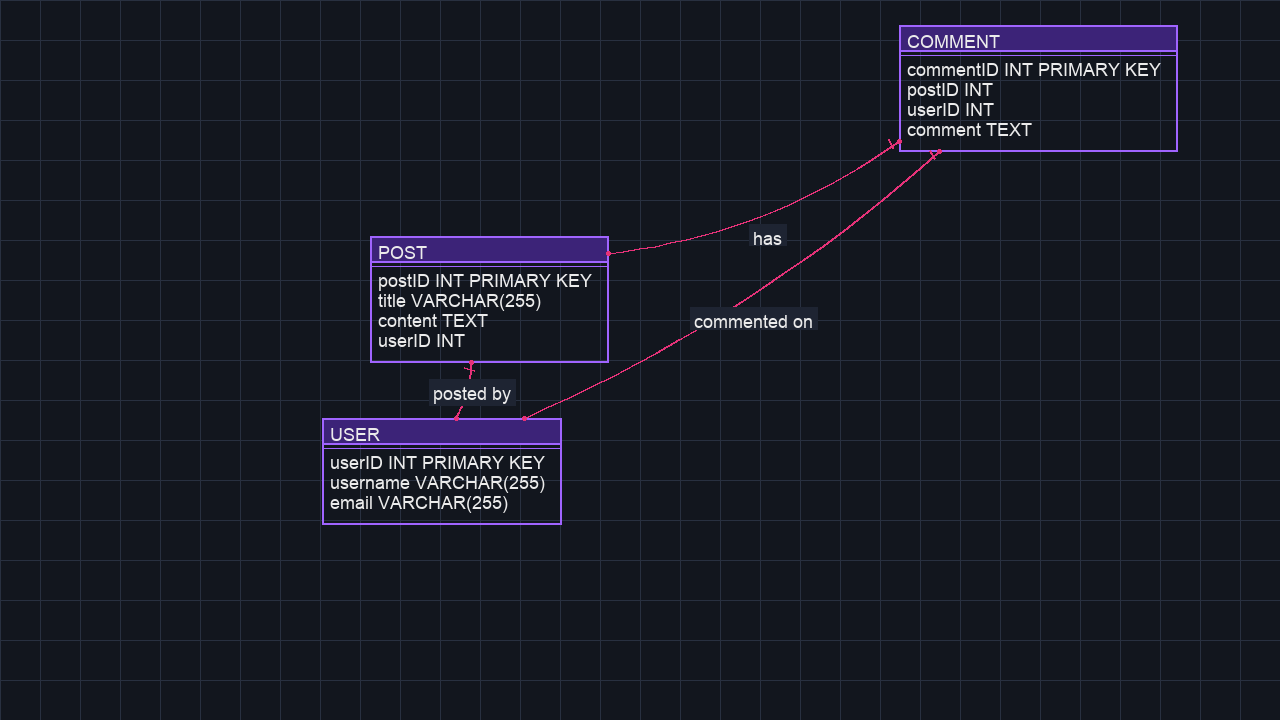 COMMENT
commentID INT PRIMARY KEY
postID INT
userID INT
comment TEXT
has
POST
postID INT PRIMARY KEY
title VARCHAR(255)
content TEXT
userID INT
commented on
posted by
USER
userID INT PRIMARY KEY
username VARCHAR(255)
email VARCHAR(255)